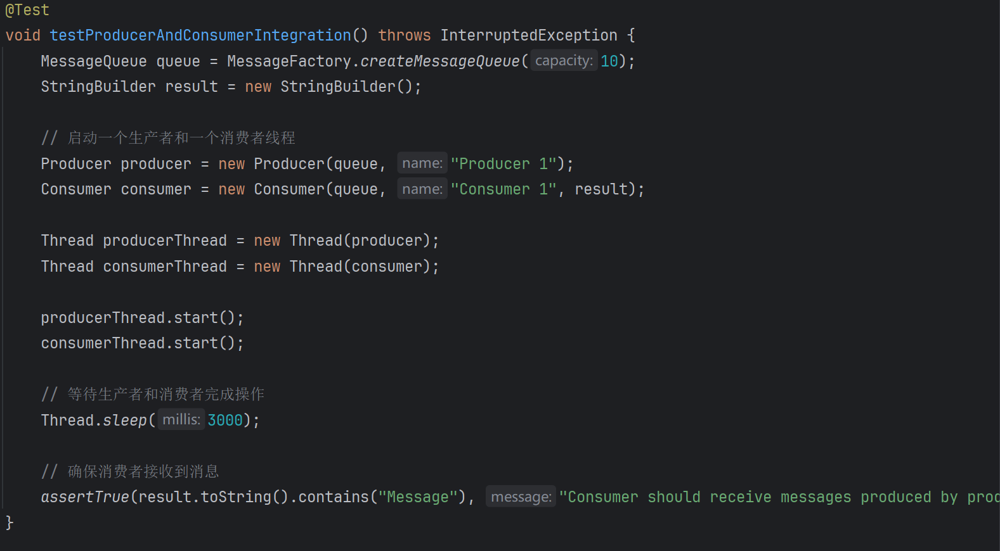 @Test
void testProducerAndConsumerIntegration() throws InterruptedException {
MessageQueue queue = MessageFactory.createMessageQueue( capacity: 10);
StringBuilder result = new StringBuilder();
// 启动一个生产者和一个消费者线程
Producer producer = new Producer(queue, name: "Producer 1");
Consumer consumer = new Consumer(queue, name: "Consumer 1", result);
Thread producerThread = new Thread(producer);
Thread consumerThread = new Thread(consumer);
producerThread.start();
consumerThread.start();
// 等待生产者和消费者完成操作
Thread.sleep( millis: 3000);
// 确保消费者接收到消息
assertTrue(result.toString().contains("Message"), message: "Consumer should receive messages produced by prod
}